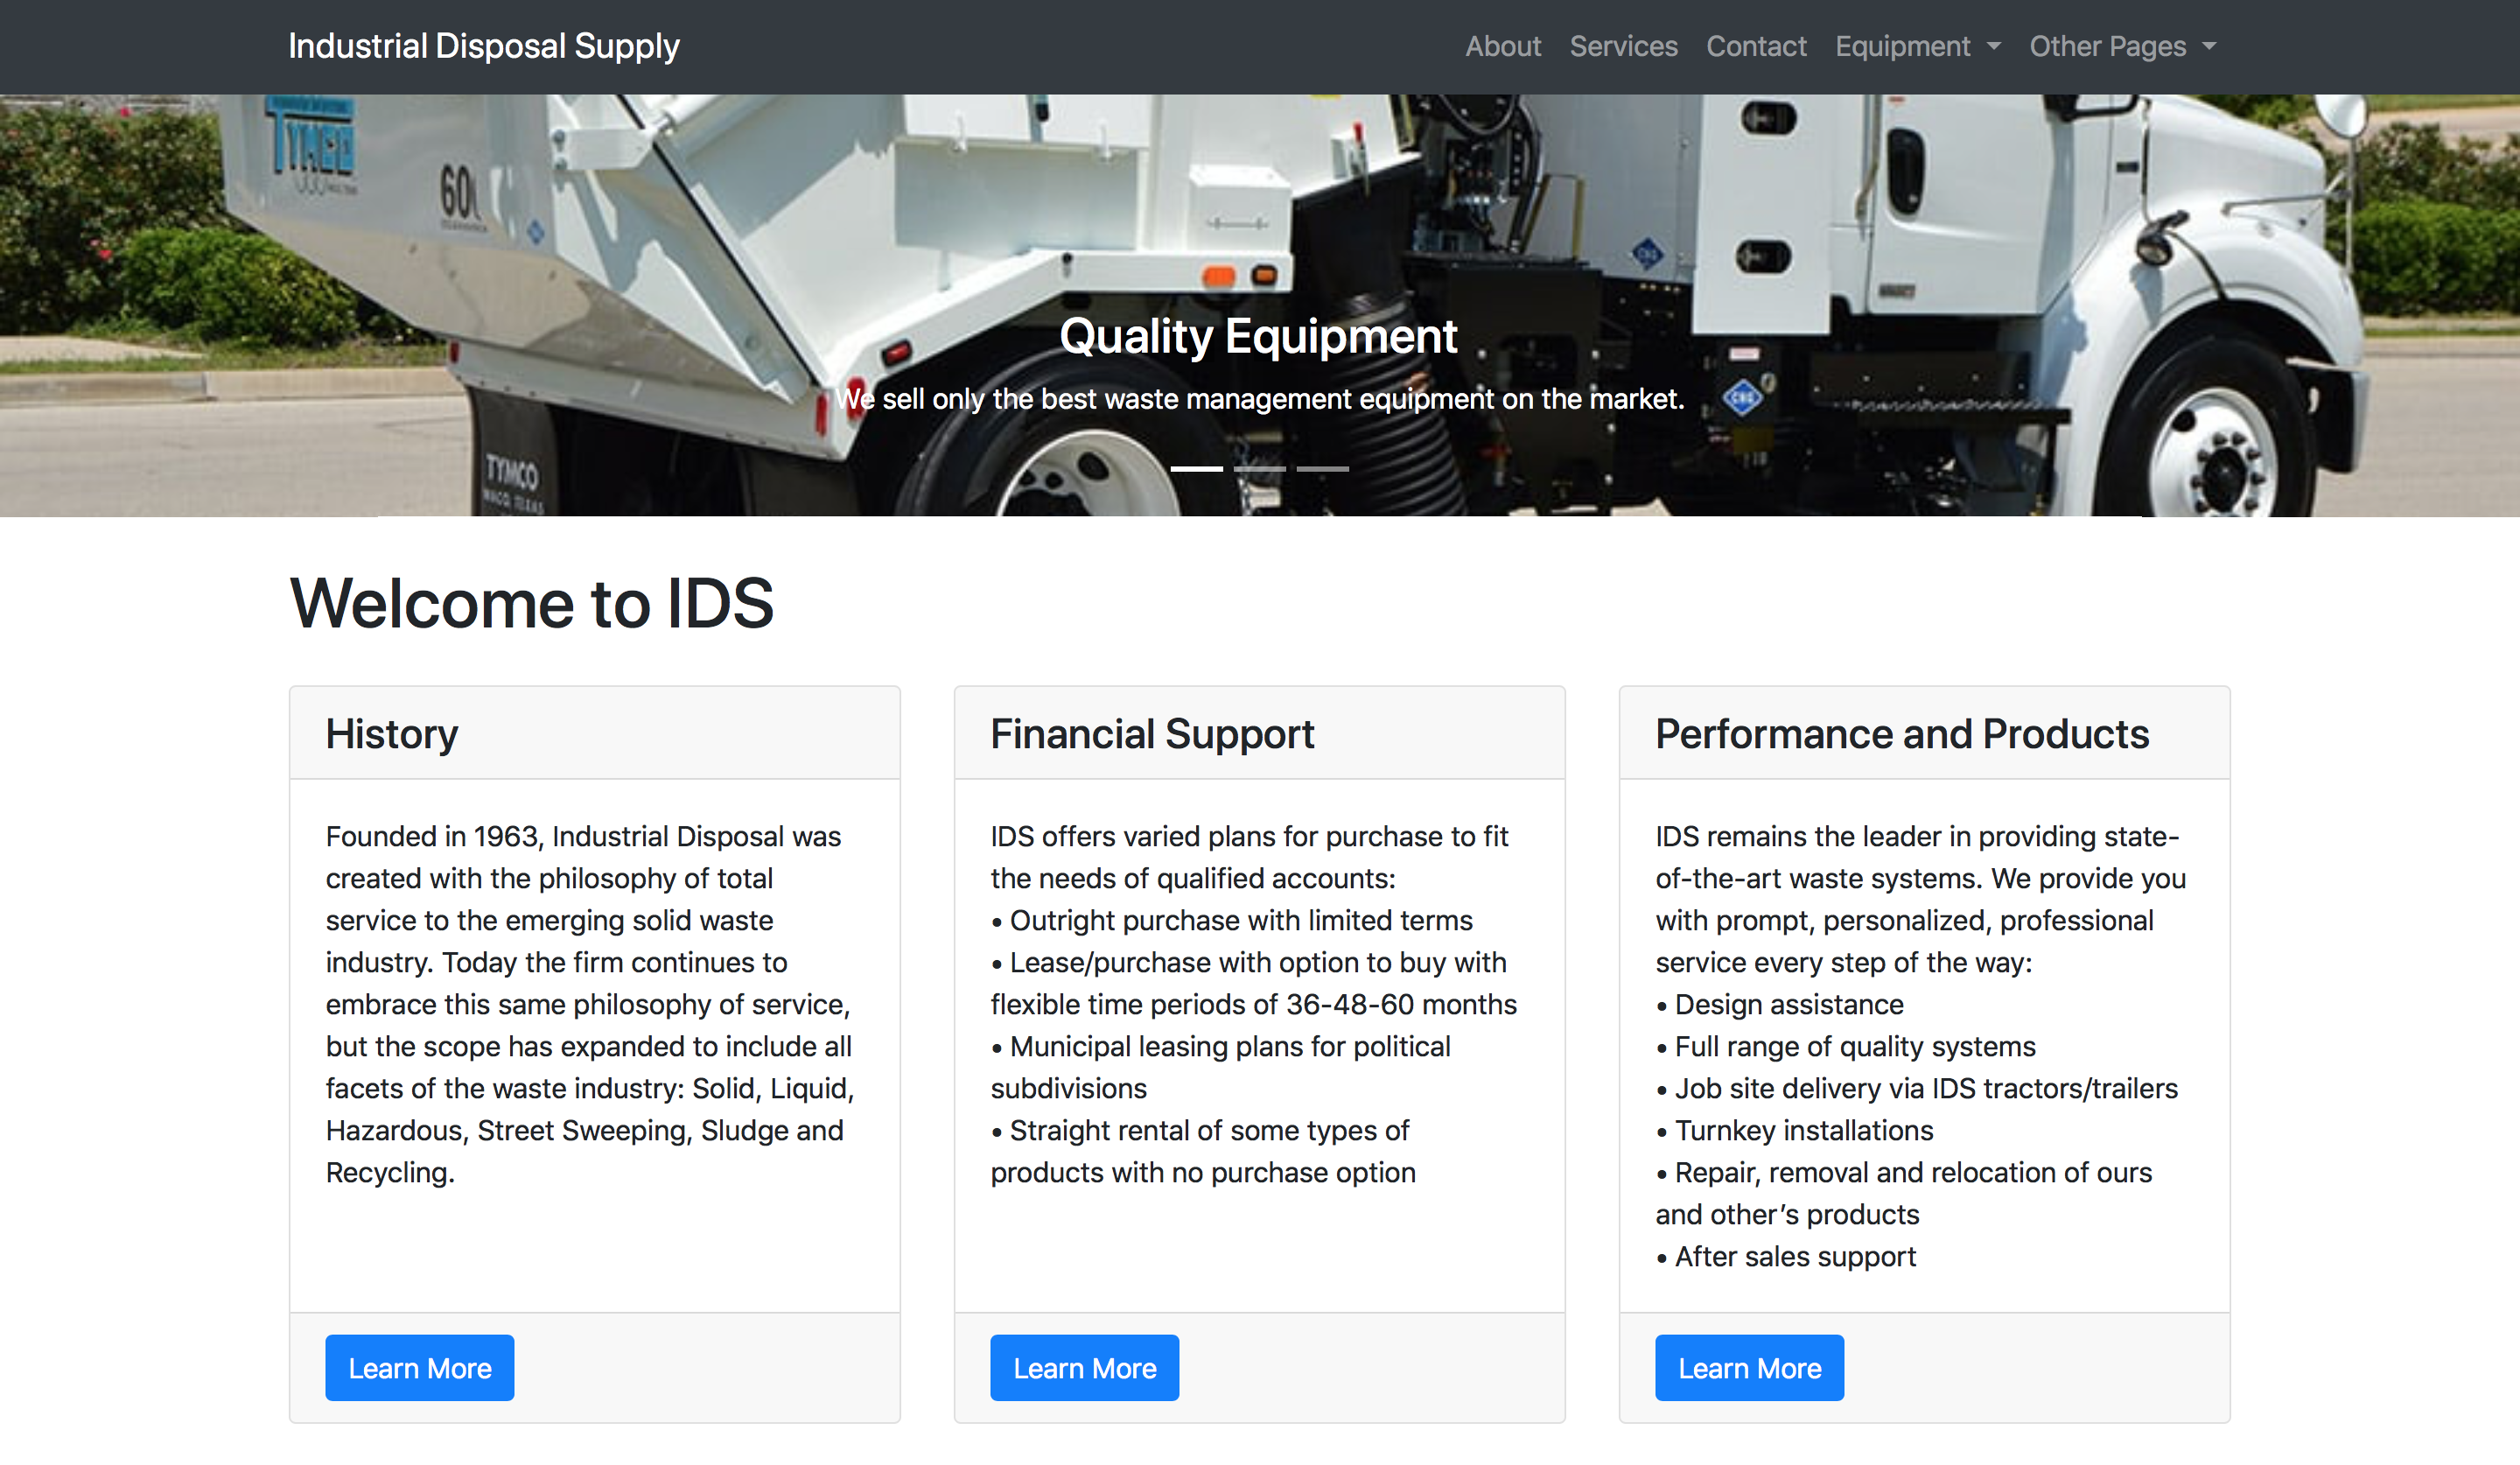 Industrial Disposal Supply
About Services Contact Equipment Other Pages
TYMCO
60
CNG
Quality Equipment
We sell only the best waste management equipment on the market.
CNG
TYMCO
WACO, TEXAS
Welcome to IDS
History
Founded in 1963, Industrial Disposal was
created with the philosophy of total
service to the emerging solid waste
industry. Today the firm continues to
embrace this same philosophy of service,
but the scope has expanded to include all
facets of the waste industry: Solid, Liquid,
Hazardous, Street Sweeping, Sludge and
Recycling.
Learn More
Financial Support
IDS offers varied plans for purchase to fit
the needs of qualified accounts:
• Outright purchase with limited terms
• Lease/purchase with option to buy with
flexible time periods of 36-48-60 months
• Municipal leasing plans for political
subdivisions
• Straight rental of some types of
products with no purchase option
Learn More
Performance and Products
IDS remains the leader in providing state-
of-the-art waste systems. We provide you
with prompt, personalized, professional
service every step of the way:
• Design assistance
• Full range of quality systems
• Job site delivery via IDS tractors/trailers
• Turnkey installations
• Repair, removal and relocation of ours
and other’s products
• After sales support
Learn More